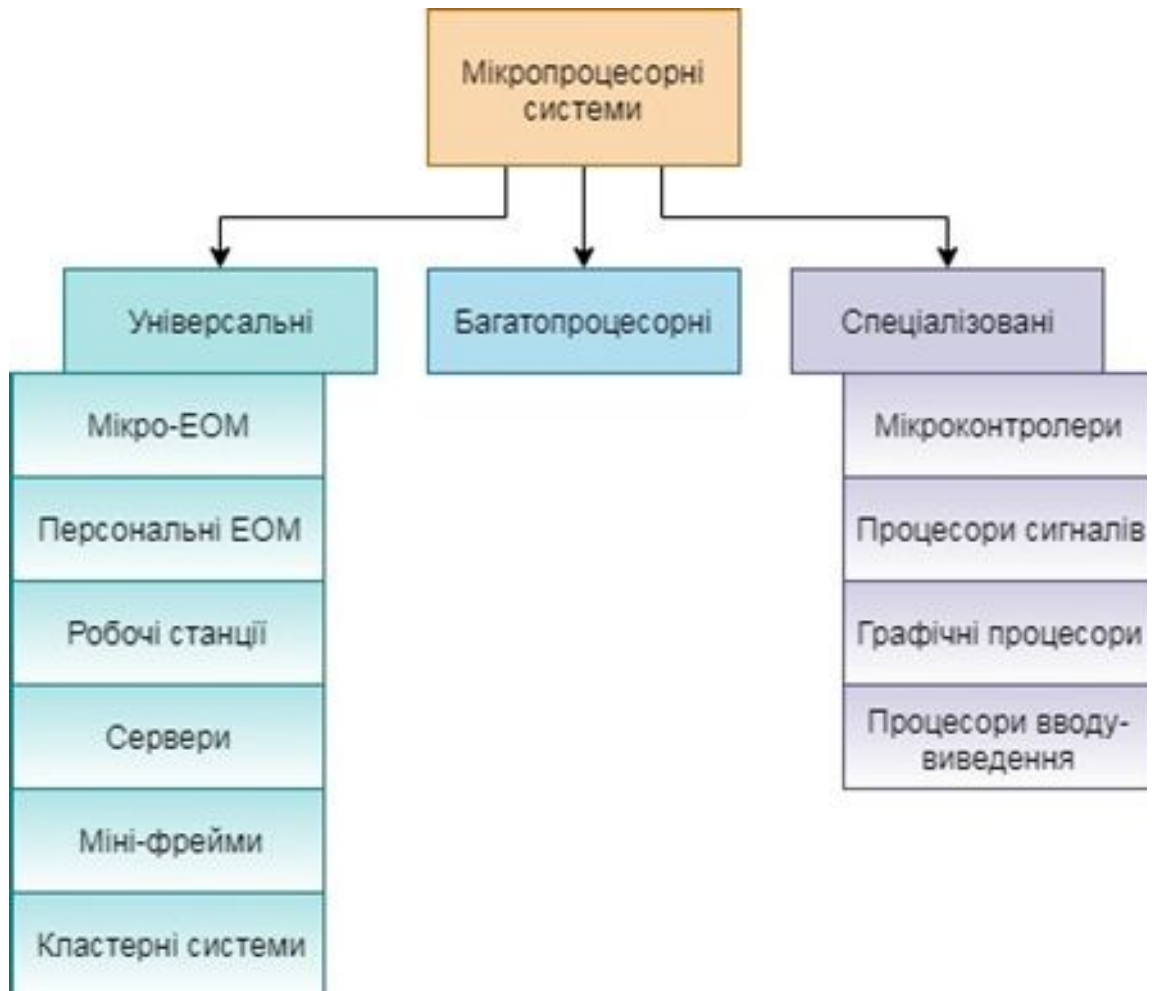 Мікропроцесорні
системи
Універсальні
Багатопроцесорні
Спеціалізовані
Мікро-ЕОМ
Персональні ЕОМ
Робочі станції
Сервери
Міні-фрейми
Кластерні системи
Мікроконтролери
Процесори сигналів
Графічні процесори
Процесори вводу-
виведення